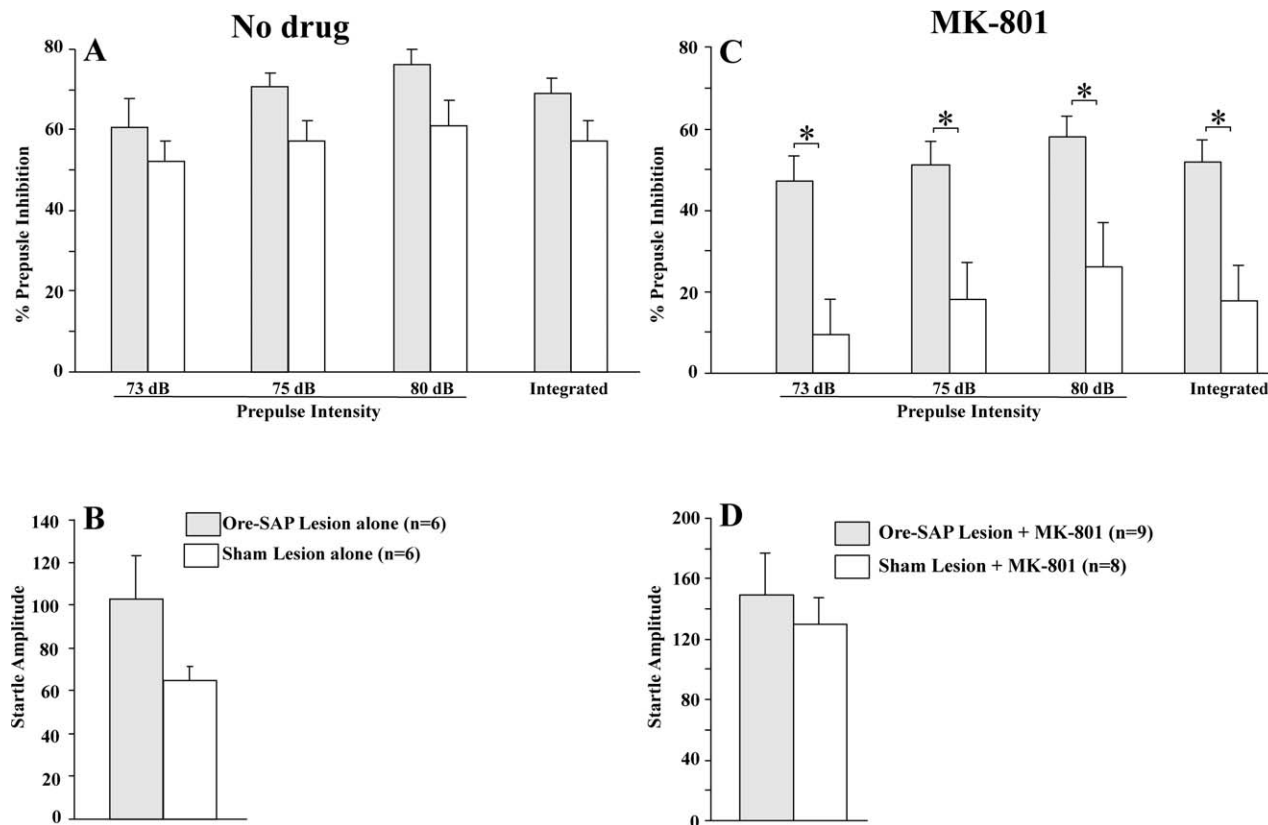 No drug
A
80
60
40
20
0
% Prepusle Inhibition
73 dB 75 dB 80 dB Integrated
Prepulse Intensity
MK-801
C
80
60
40
20
0
% Prepusle Inhibition
* * * *
73 dB 75 dB 80 dB Integrated
Prepulse Intensity
B
140
120
100
80
60
40
20
0
Startle Amplitude
Ore-SAP Lesion alone (n=6)
Sham Lesion alone (n=6)
D
200
160
120
80
40
0
Startle Amplitude
Ore-SAP Lesion + MK-801 (n=9)
Sham Lesion + MK-801 (n=8)